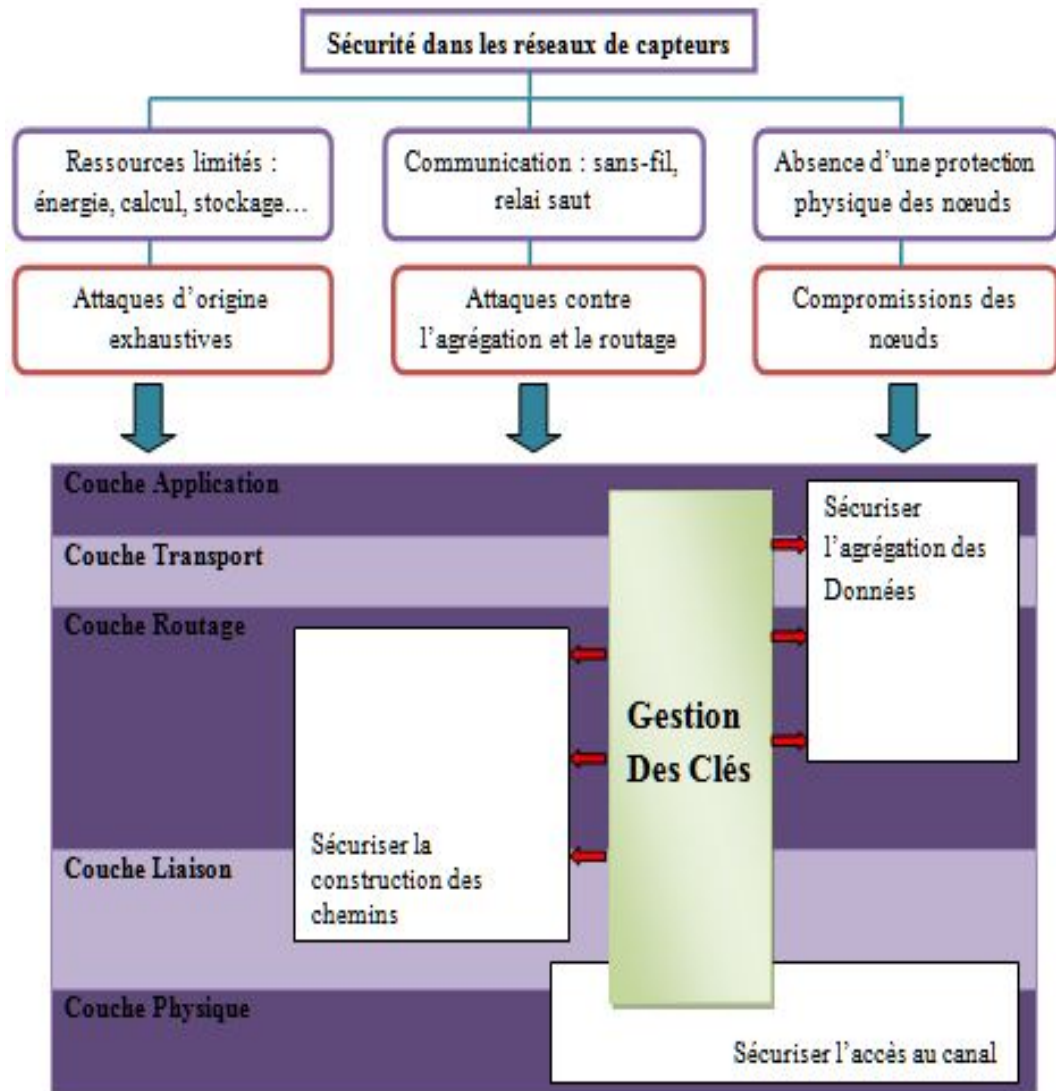 Sécurité dans les réseaux de capteurs
Ressources limités :
énergie, calcul, stockage…
Communication : sans-fil,
relai saut
Absence d’une protection
physique des nœuds
Attaques d’origine
exhaustives
Attaques contre
l’agrégation et le routage
Compromissions des
nœuds
Couche Application
Sécuriser
l’agrégation des
Données
Couche Transport
Couche Routage
Gestion
Des Clés
Sécuriser la
construction des
chemins
Couche Liaison
Couche Physique
Sécuriser l’accès au canal